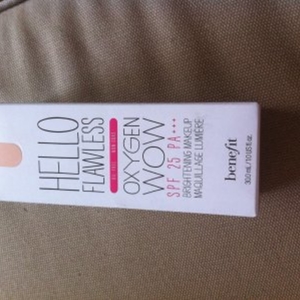 HELLO
FLAWLESS
OXYGEN
WOW
SPF 25 PA+++
BRIGHTENING MAKEUP
MAQUILLAGE LUMIÈRE
benefit